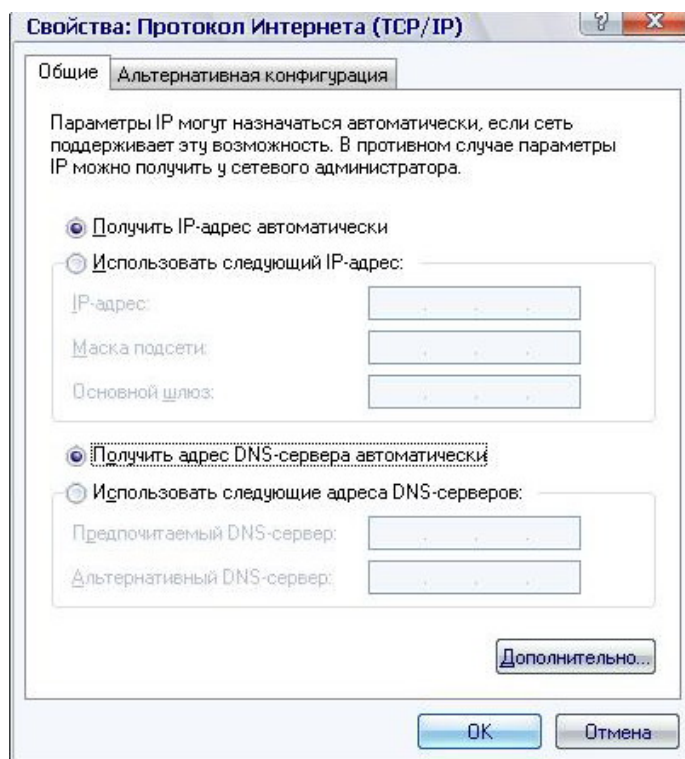 Свойства: Протокол Интернета (TCP/IP)
Общие
Альтернативная конфигурация
Параметры IP могут назначаться автоматически, если сеть
поддерживает эту возможность. В противном случае параметры
IP можно получить у сетевого администратора.
Получить IP-адрес автоматически
Использовать следующий IP-адрес:
IP-адрес:
Маска подсети:
Основной шлюз:
Получить адрес DNS-сервера автоматически
Использовать следующие адреса DNS-серверов:
Предпочитаемый DNS-сервер:
Альтернативный DNS-сервер:
Дополнительно...
OK
Отмена